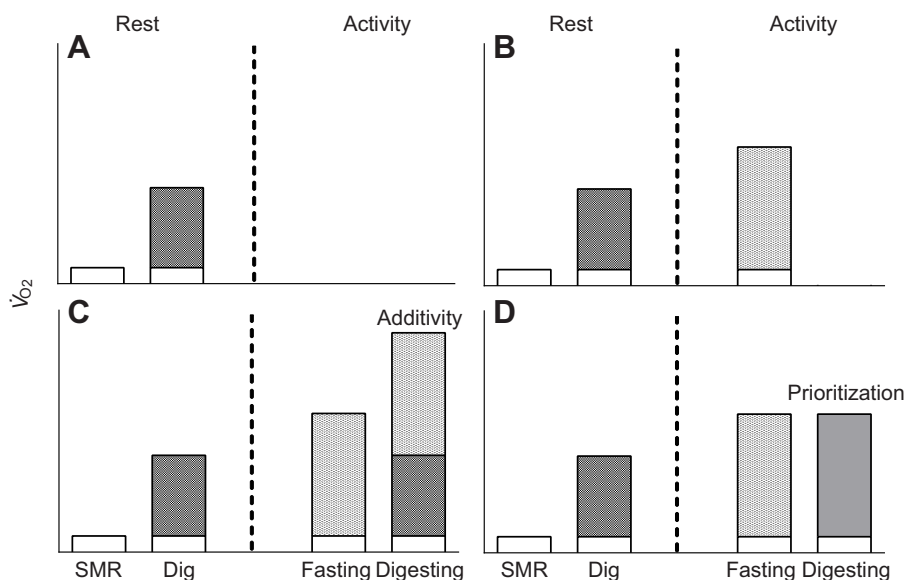 Rest Activity
A
Rest Activity
B
V̇O2
C
Additivity
SMR Dig Fasting Digesting
D
Prioritization
SMR Dig Fasting Digesting